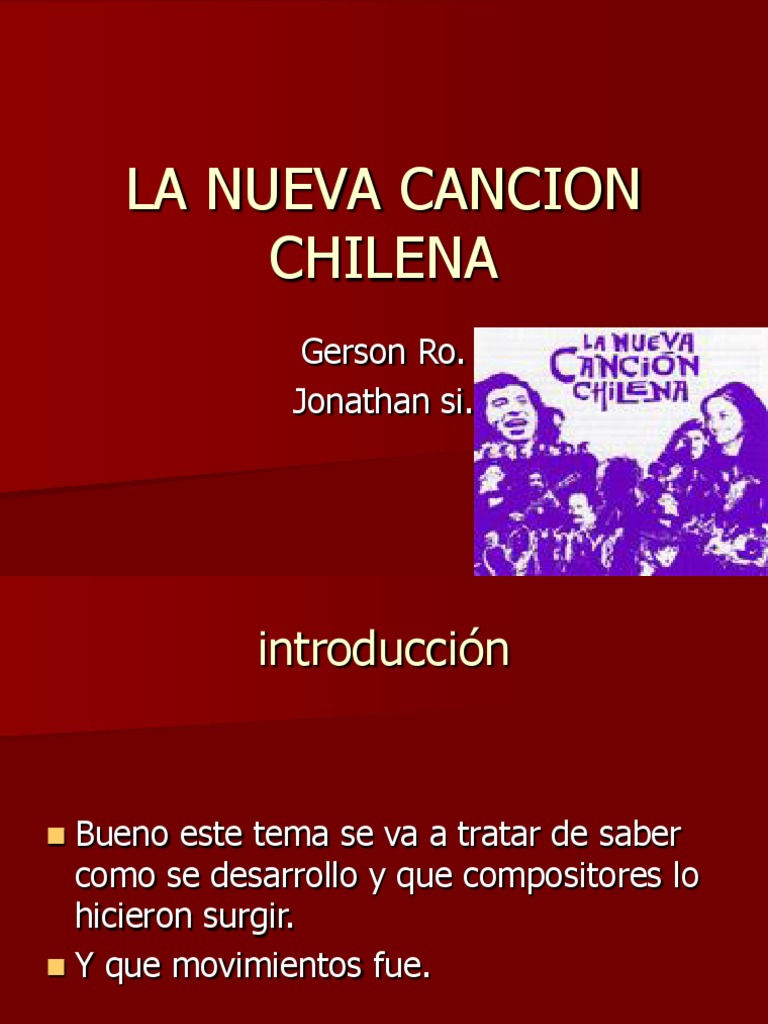 LA NUEVA CANCION
CHILENA
Gerson Ro.
Jonathan si.
LA NUEVA
CANCIÓN
CHILENA
introducción
Bueno este tema se va a tratar de saber
como se desarrollo y que compositores lo
hicieron surgir.
Y que movimientos fue.